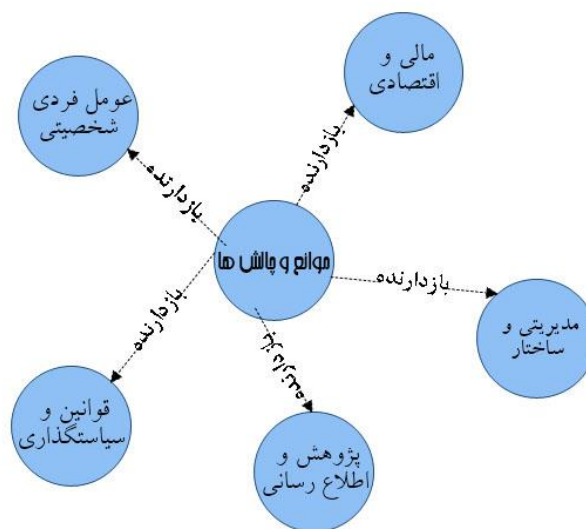 مالی و
اقتصادی
عومل فردی
شخصیتی
بازدارنده
بازدارنده
موانع و چالش ها
بازدارنده
مدیریتی و
ساختار
بازدارنده
بازدارنده
قوانین و
سیاستگذاری
پژوهش و
اطلاع رسانی